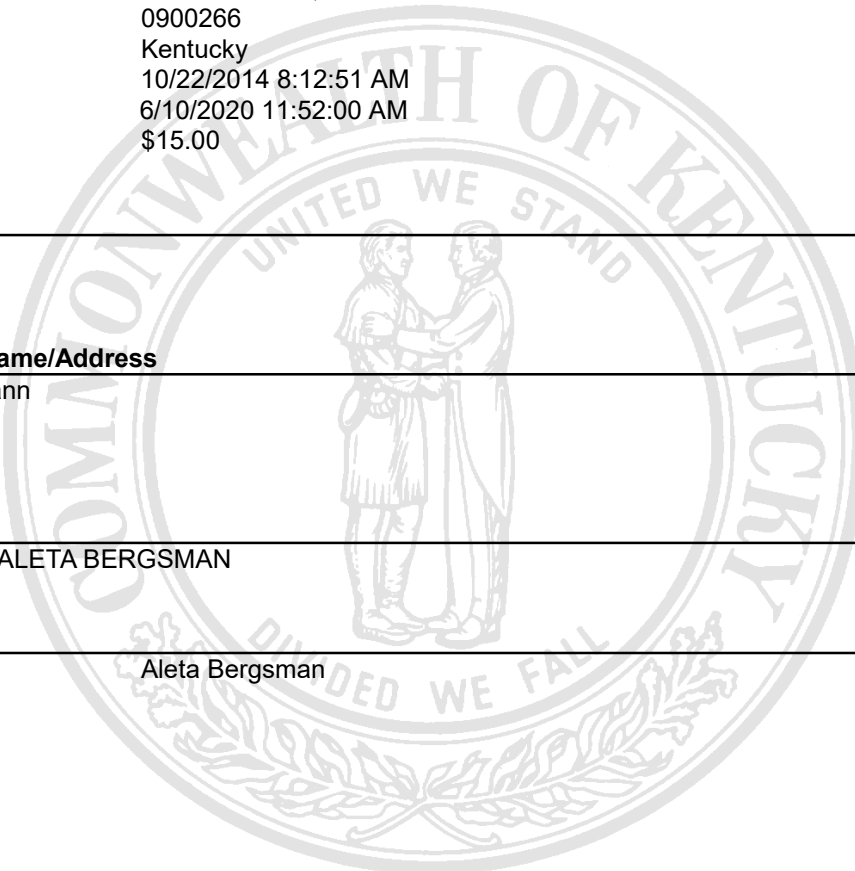 0900266
Kentucky
10/22/2014 8:12:51 AM
6/10/2020 11:52:00 AM
$15.00
COMMONWEALTH OF KENTUCKY
UNITED WE STAND
ame/Address
nn
ALETA BERGSMAN
Aleta Bergsman
DIVIDED WE FALL